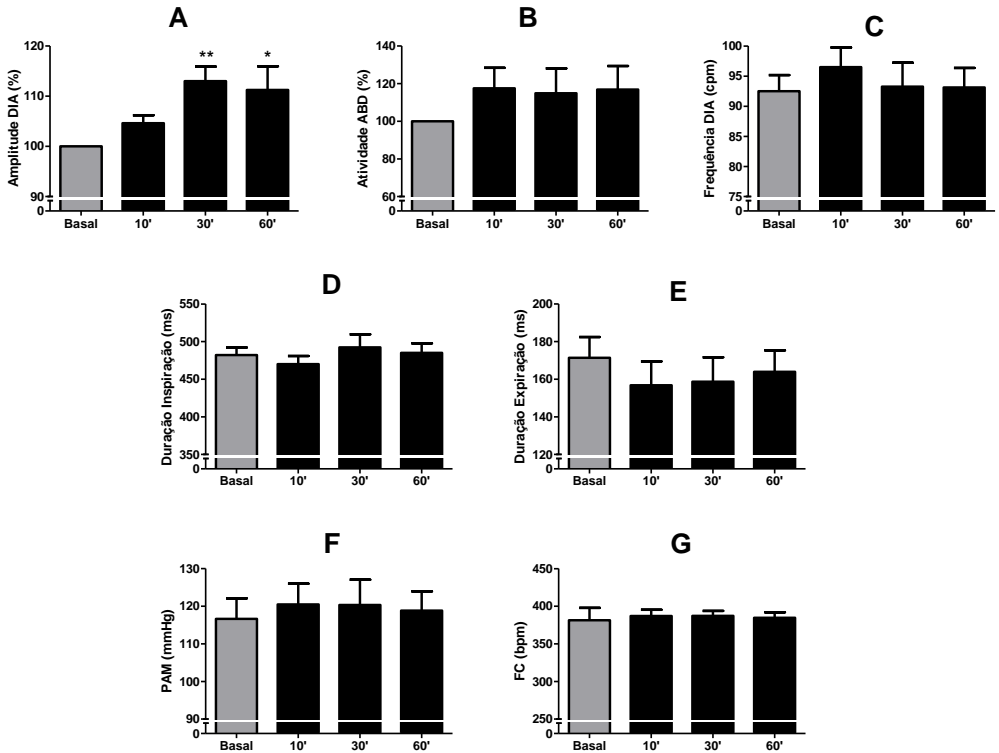 A
Amplitude DIA (%)
120
110
100
90
0
** *
Basal 10' 30' 60'
B
Atividade ABD (%)
140
120
100
80
60
0
Basal 10' 30' 60'
C
Frequência DIA (cpm)
100
95
90
85
80
75
0
Basal 10' 30' 60'
D
Duração Inspiração (ms)
550
500
450
400
350
0
Basal 10' 30' 60'
E
Duração Expiração (ms)
200
180
160
140
120
0
Basal 10' 30' 60'
F
PAM (mmHg)
130
120
110
100
90
0
Basal 10' 30' 60'
G
FC (bpm)
450
400
350
300
250
0
Basal 10' 30' 60'